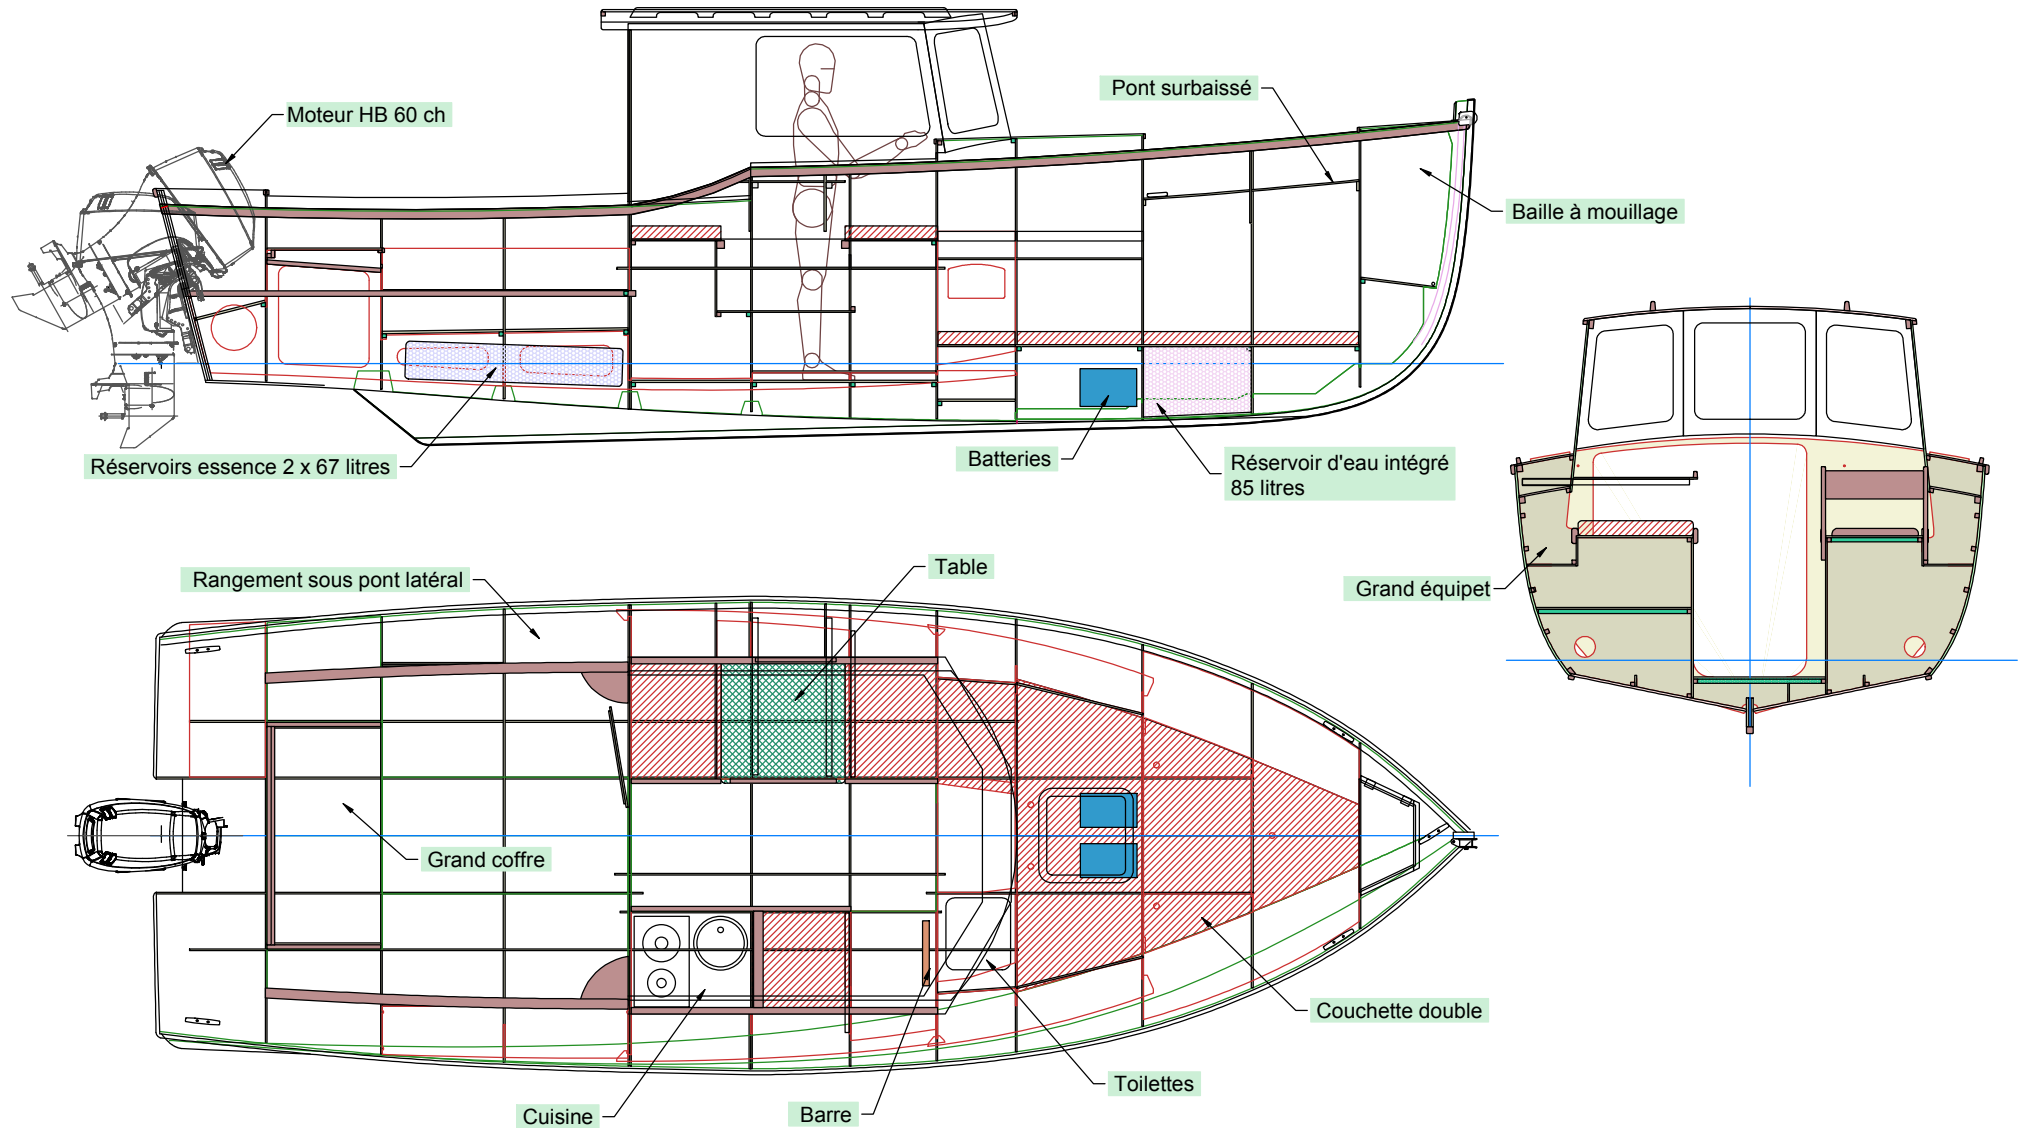 Pont surbaissé
Moteur HB 60 ch
Baille à mouillage
Réservoirs essence 2 x 67 litres
Batteries
Réservoir d'eau intégré
85 litres
Grand équipet
Table
Rangement sous pont latéral
Grand coffre
Couchette double
Toilettes
Cuisine
Barre